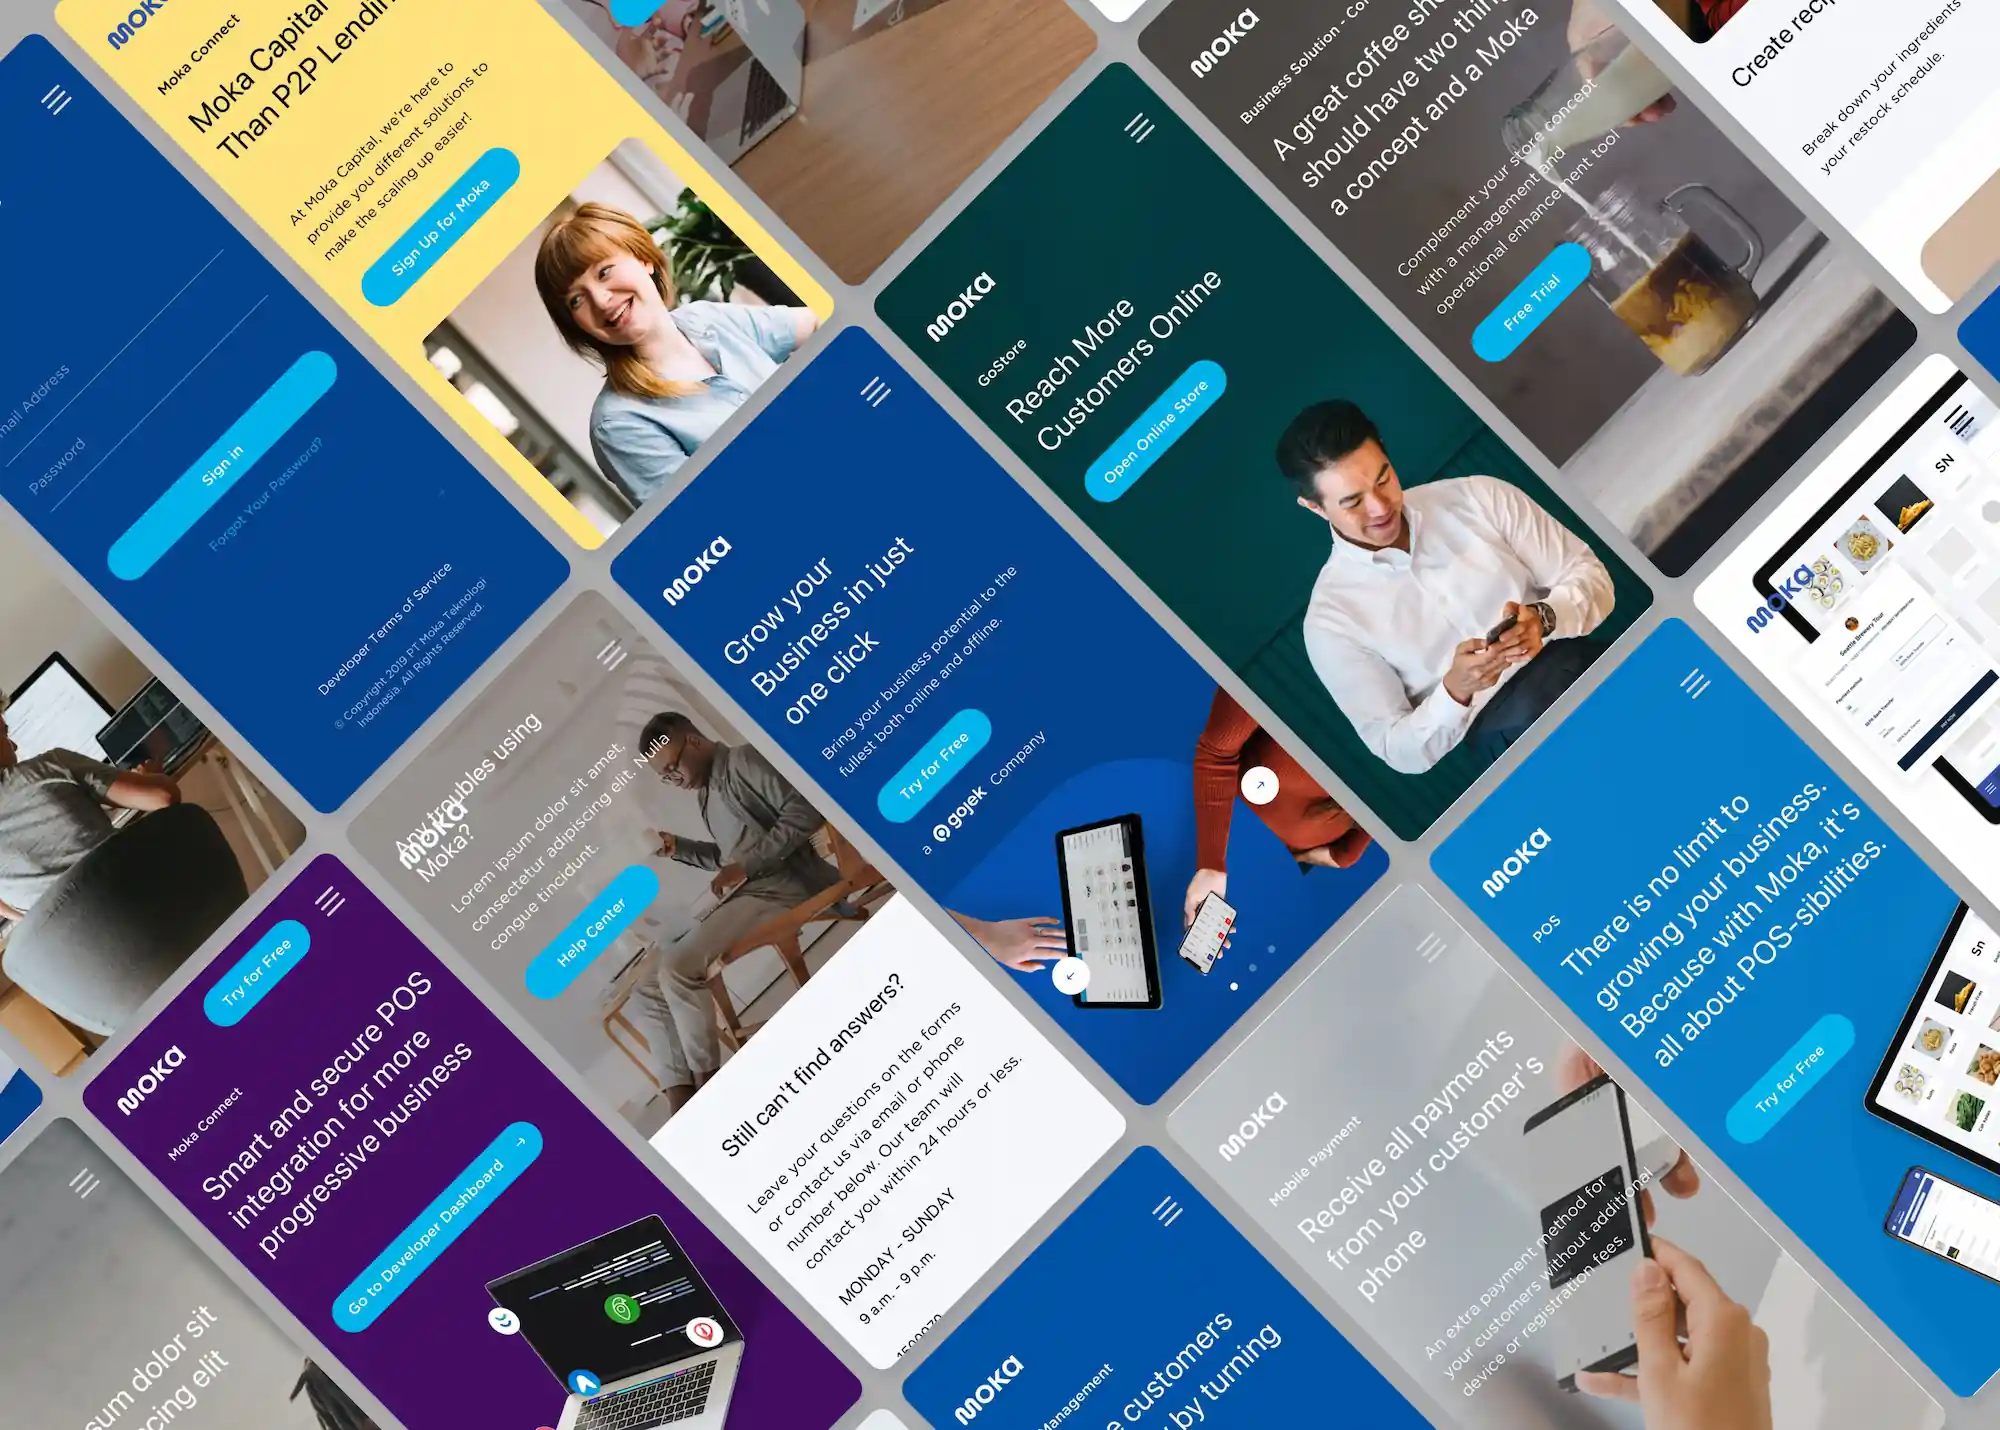 Email Address
Password
Sign in
Forgot Your Password?
Developer Terms of Service
© Copyright 2019 PT Moka Teknologi
Indonesia. All Rights Reserved.
MOKA
Moka Connect
Moka Capital
Than P2P Lendin
At Moka Capital, we're here to
provide you different solutions to
make the scaling up easier!
Sign Up for Moka
MOKA
Grow your
Business in just
one click
Bring your business potential to the
fullest both online and offline.
Try for Free
a gojek Company
MOKA
GoStore
Reach More
Customers Online
Open Online Store
MOKA
Business Solution - Co
A great coffee sh
should have two thin
a concept and a Moka
Complement your store concept
with a management and
operational enhancement tool
Free Trial
Create reci
Break down your ingredients
your restock schedule.
MOKA
SN
Seattle Brewery Tour
Payment method
MOKA
POS
There is no limit to
growing your business.
Because with Moka, it's
all about POS-sibilities.
Try for Free
Sn
MOKA
Any troubles using
Moka?
Lorem ipsum dolor sit amet,
consectetur adipiscing elit. Nulla
congue tincidunt.
Help Center
Still can't find answers?
Leave your questions on the forms
or contact us via email or phone
number below. Our team will
contact you within 24 hours or less.
MONDAY - SUNDAY
9 a.m. - 9 p.m.
Try for Free
MOKA
Moka Connect
Smart and secure POS
integration for more
progressive business
Go to Developer Dashboard →
MOKA
Mobile Payment
Receive all payments
from your customer's
phone
An extra payment method for
your customers without additional
device or registration fees.
MOKA
Management
e customers
by turning
sum dolor sit
cing elit